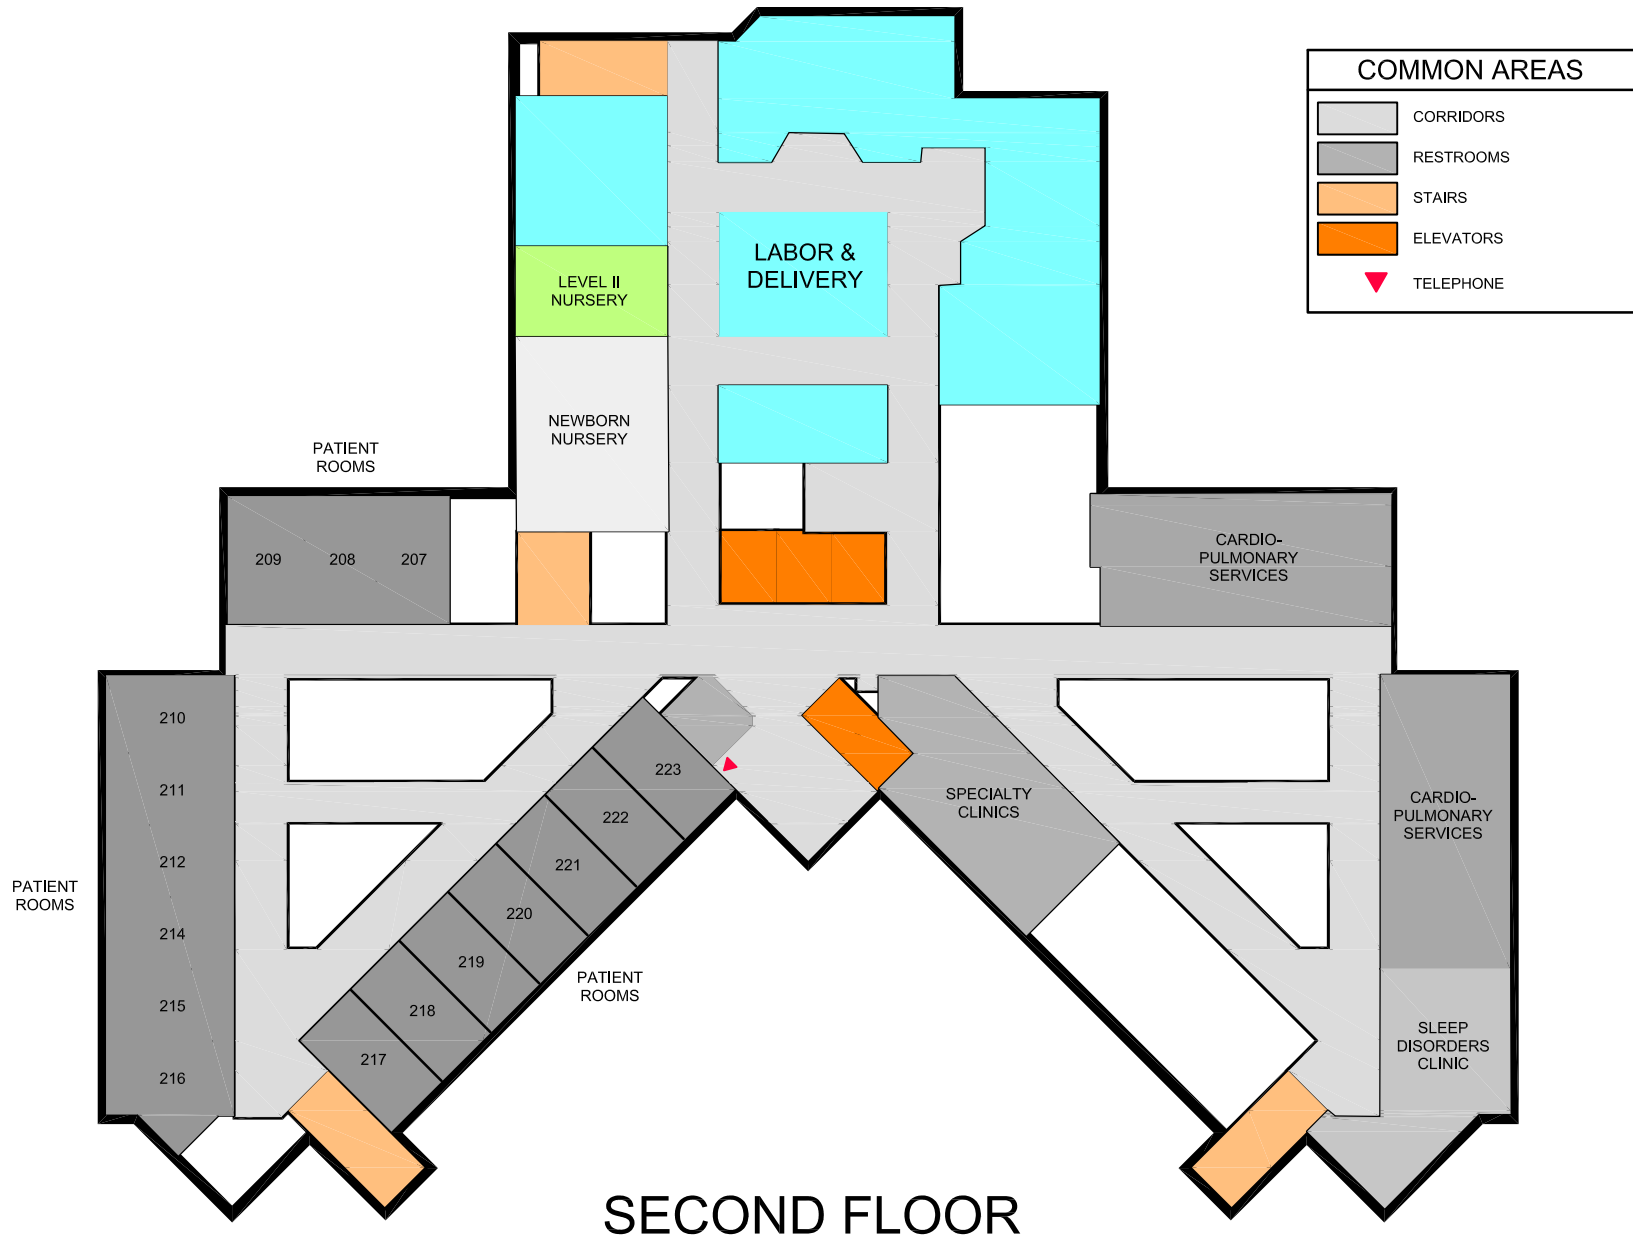 COMMON AREAS
CORRIDORS
RESTROOMS
STAIRS
ELEVATORS
TELEPHONE
LABOR &
DELIVERY
LEVEL II
NURSERY
NEWBORN
NURSERY
PATIENT
ROOMS
209
208
207
CARDIO-
PULMONARY
SERVICES
210
211
212
214
215
216
PATIENT
ROOMS
223
222
221
220
219
218
217
PATIENT
ROOMS
SPECIALTY
CLINICS
CARDIO-
PULMONARY
SERVICES
SLEEP
DISORDERS
CLINIC
SECOND FLOOR